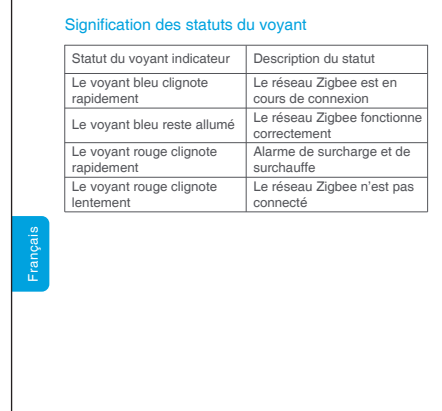 Signification des statuts du voyant
Statut du voyant indicateur
Description du statut
Le voyant bleu clignote
rapidement
Le réseau Zigbee est en
cours de connexion
Le voyant bleu reste allumé
Le réseau Zigbee fonctionne
correctement
Le voyant rouge clignote
rapidement
Alarme de surcharge et de
surchauffe
Le voyant rouge clignote
lentement
Le réseau Zigbee n'est pas
connecté
Français